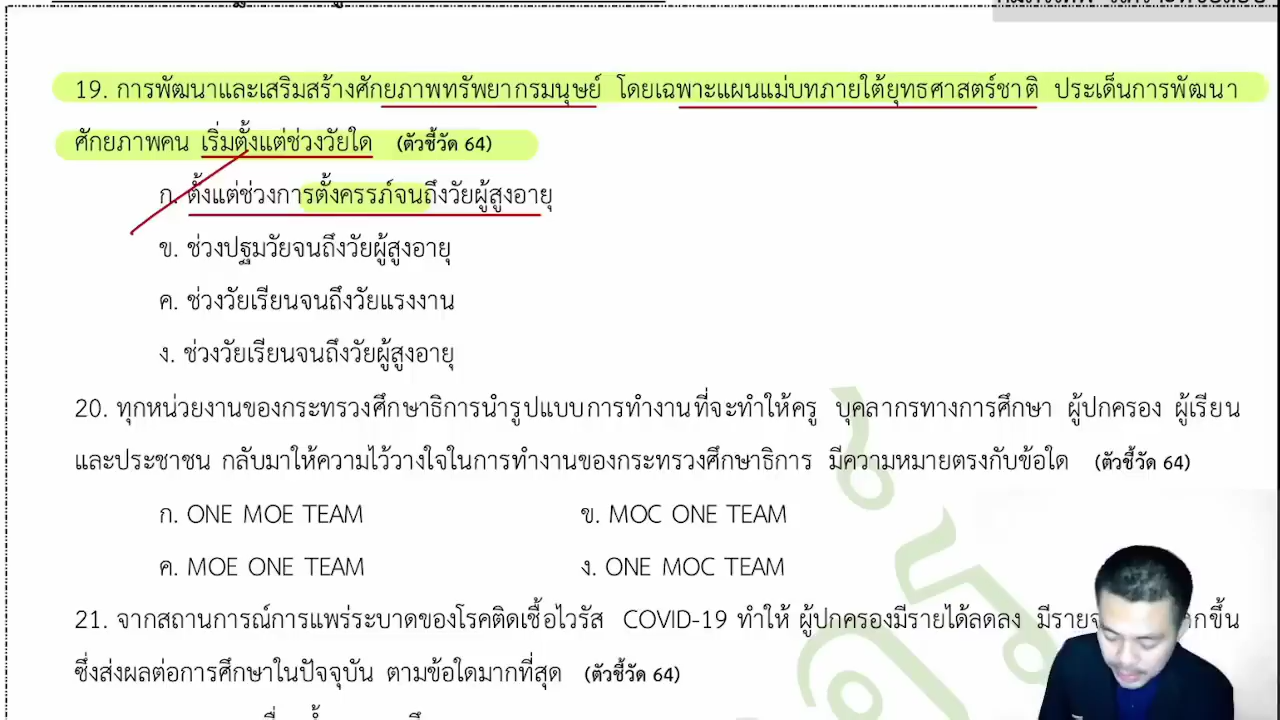 19. การพัฒนาและเสริมสร้างศักยภาพทรัพยากรมนุษย์ โดยเฉพาะแผนแม่บทภายใต้ยุทธศาสตร์ชาติ ประเด็นการพัฒนา
ศักยภาพคน เริ่มตั้งแต่ช่วงวัยใด (ตัวชี้วัด 64)
ก. ตั้งแต่ช่วงการตั้งครรภ์จนถึงวัยผู้สูงอายุ
ข. ช่วงปฐมวัยจนถึงวัยผู้สูงอายุ
ค. ช่วงวัยเรียนจนถึงวัยแรงงาน
ง. ช่วงวัยเรียนจนถึงวัยผู้สูงอายุ
20. ทุกหน่วยงานของกระทรวงศึกษาธิการนำรูปแบบการทำงานที่จะทำให้ครู บุคลากรทางการศึกษา ผู้ปกครอง ผู้เรียน
และประชาชน กลับมาให้ความไว้วางใจในการทำงานของกระทรวงศึกษาธิการ มีความหมายตรงกับข้อใด (ตัวชี้วัด 64)
ก. ONE MOE TEAM ข. MOC ONE TEAM
ค. MOE ONE TEAM ง. ONE MOC TEAM
21. จากสถานการณ์การแพร่ระบาดของโรคติดเชื้อไวรัส COVID-19 ทำให้ ผู้ปกครองมีรายได้ลดลง มีราย
ซึ่งส่งผลต่อการศึกษาในปัจจุบัน ตามข้อใดมากที่สุด (ตัวชี้วัด 64)